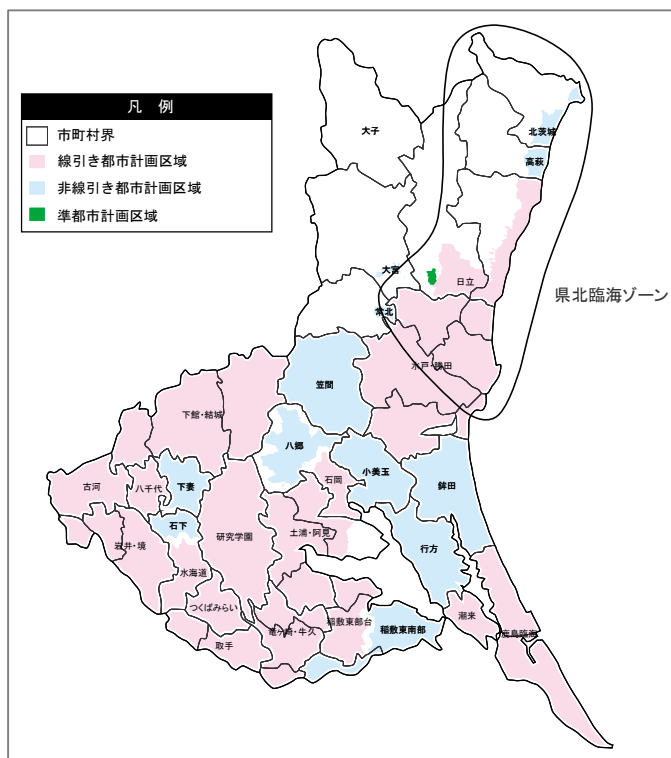 凡 例
市町村界
線引き都市計画区域
非線引き都市計画区域
準都市計画区域
大子
北茨城
高萩
大宮
日立
県北臨海ゾーン
常北
水戸・勝田
笠間
下館・結城
八郷
小美玉
石岡
鉾田
古河
八千代
下妻
石下
研究学園
土浦・阿見
行方
岩井・境
水海道
つくばみらい
稲敷東部台
潮来
竜ヶ崎・牛久
稲敷東南部
鹿島臨海
取手